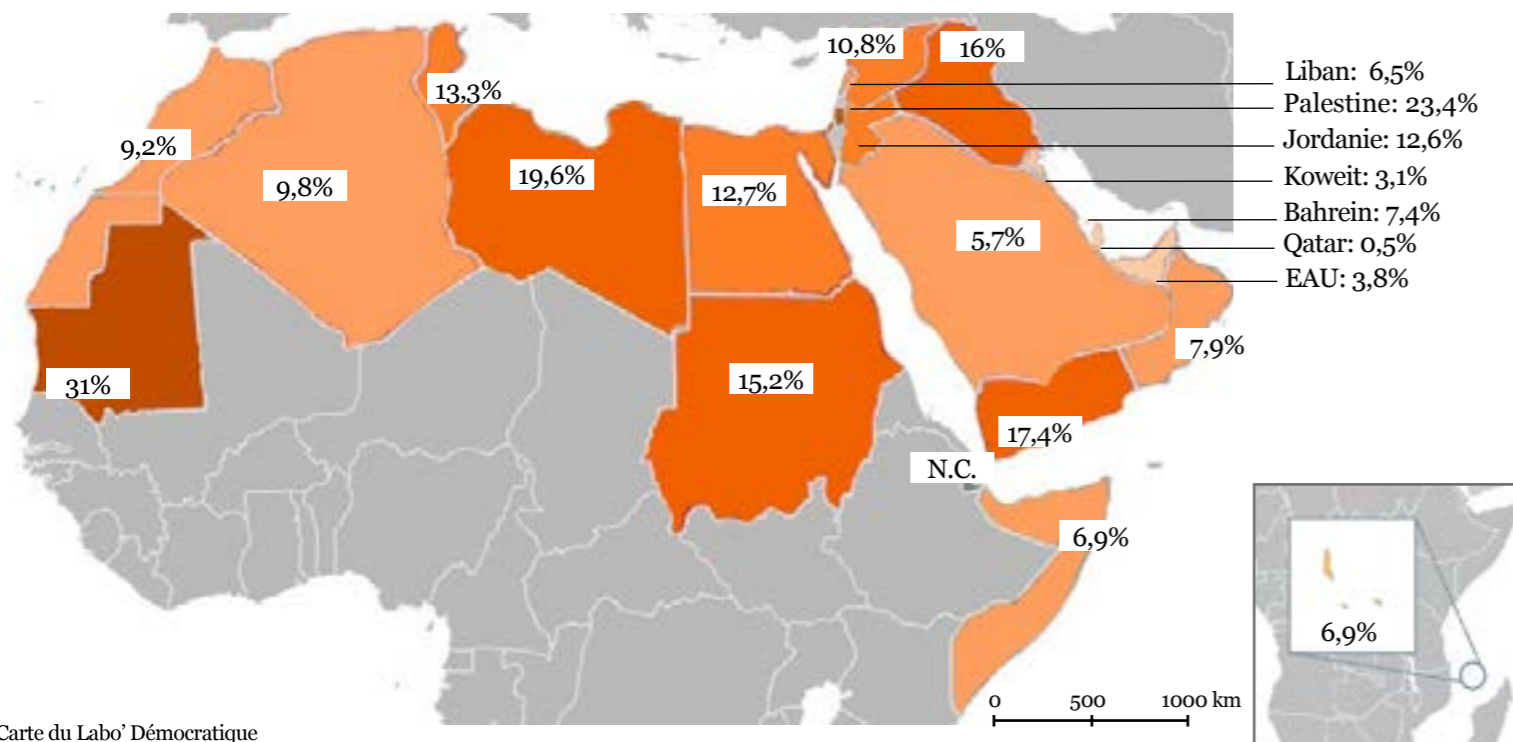 10,8%
16%
Liban: 6,5%
13,3%
Palestine: 23,4%
9,2%
Jordanie: 12,6%
19,6%
9,8%
12,7%
Koweit: 3,1%
Bahrein: 7,4%
5,7%
Qatar: 0,5%
EAU: 3,8%
7,9%
31%
15,2%
17,4%
N.C.
6,9%
6,9%
0 500 1000 km
Carte du Labo’ Démocratique